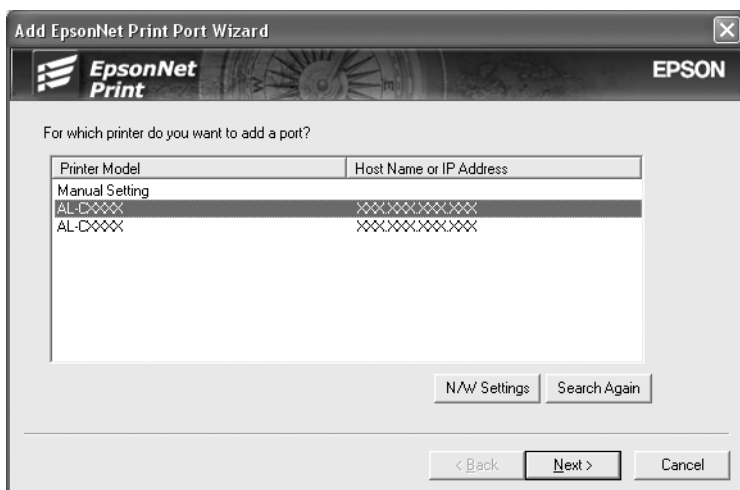 Add EpsonNet Print Port Wizard
EpsonNet
Print
EPSON
For which printer do you want to add a port?
Printer Model Host Name or IP Address
Manual Setting
AL-CXXXX XXX.XXX.XXX.XXX
AL-CXXXX XXX.XXX.XXX.XXX
N/W Settings Search Again
< Back Next > Cancel